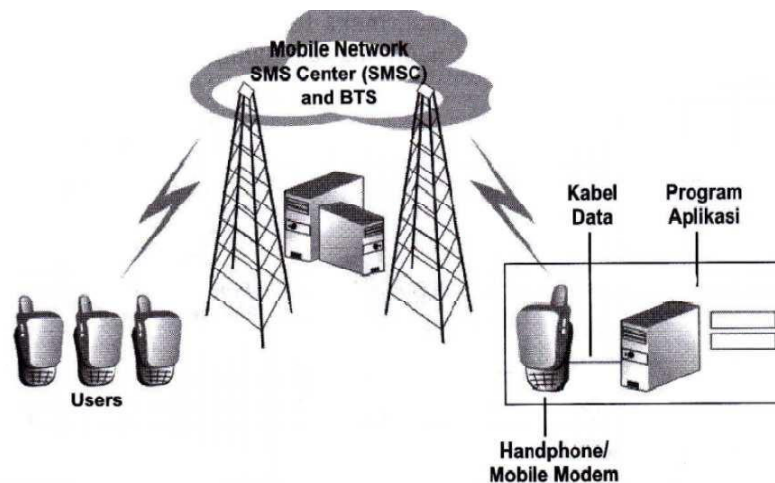 Mobile Network
SMS Center (SMSC)
and BTS
Kabel
Data
Program
Aplikasi
Users
Handphone/
Mobile Modem